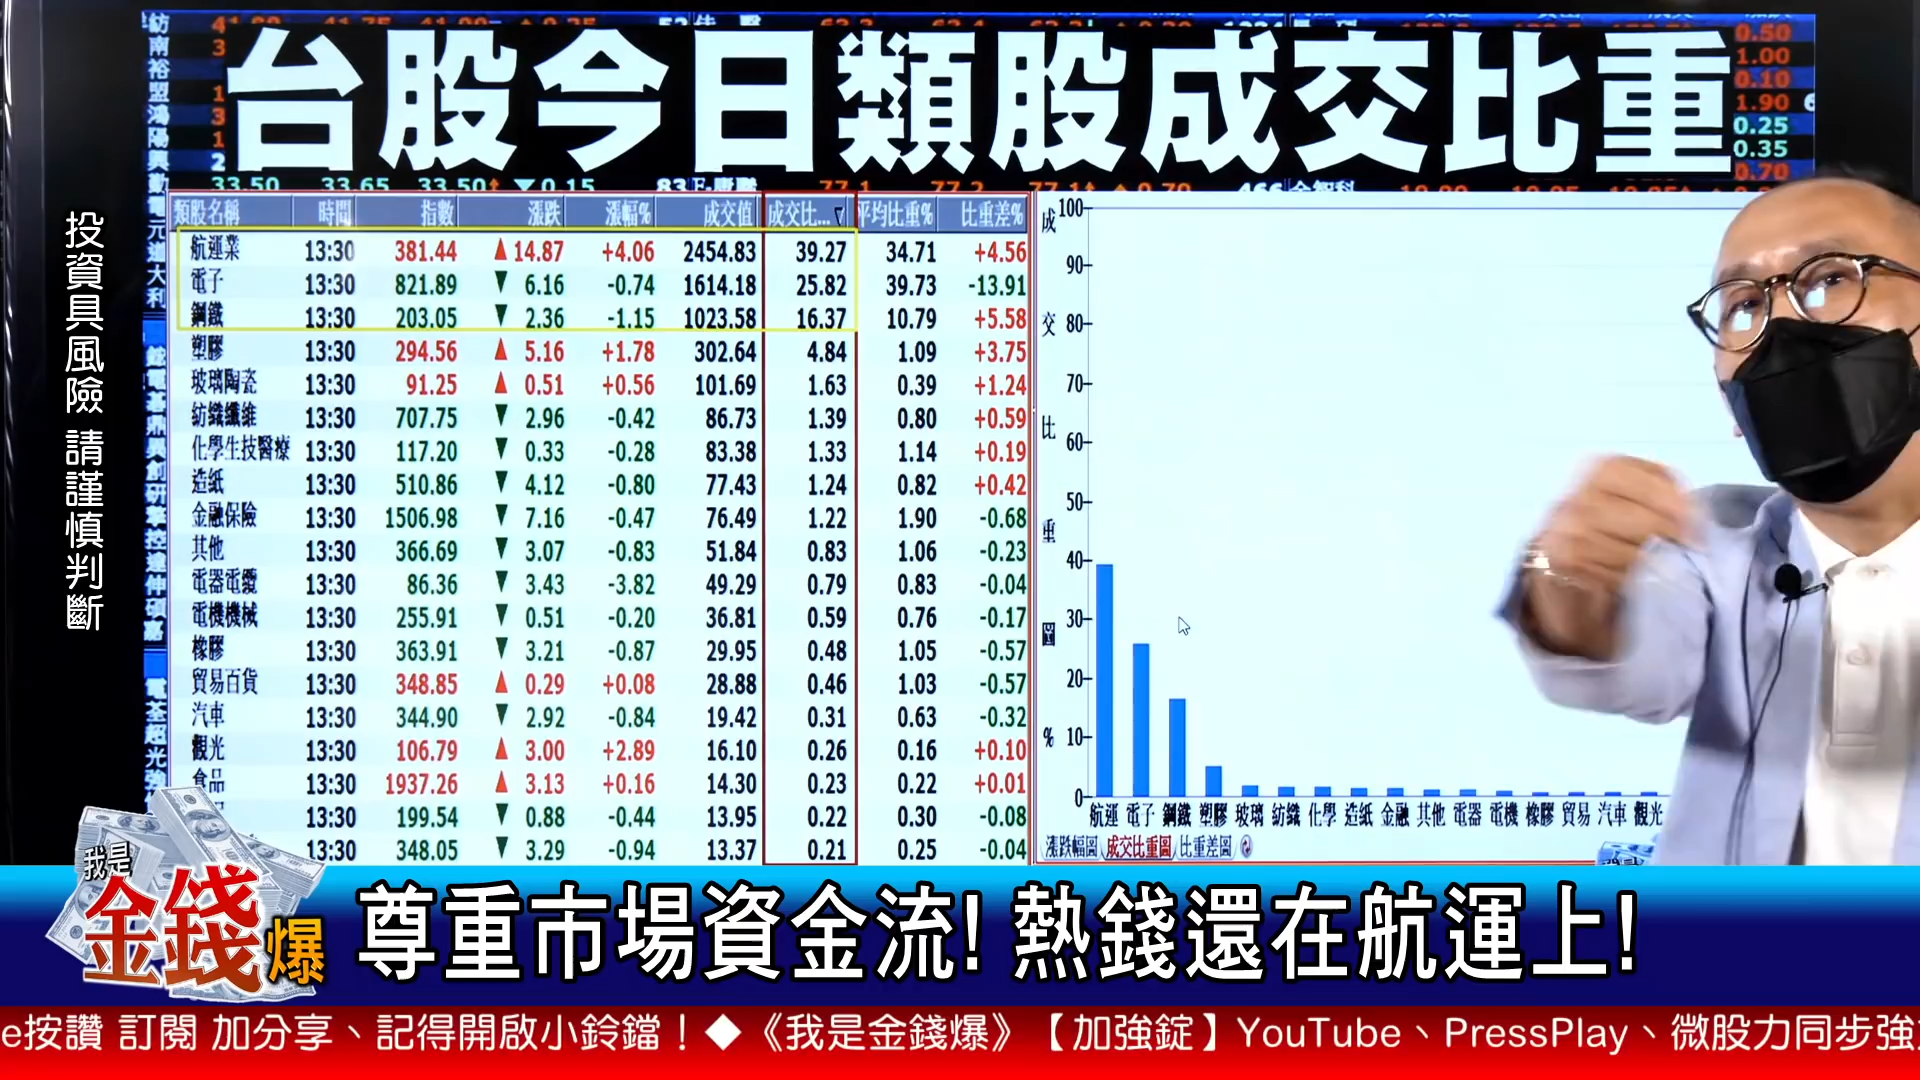 台股今日類股成交比重
投資具風險 請謹慎判斷
類股名稱 時間 指數 漲跌 漲幅% 成交值 成交比... 平均比重% 比重差%
航運業 13:30 381.44 ▲ 14.87 +4.06 2454.83 39.27 34.71 +4.56
電子 13:30 821.89 ▼ 6.16 -0.74 1614.18 25.82 39.73 -13.91
鋼鐵 13:30 203.05 ▼ 2.36 -1.15 1023.58 16.37 10.79 +5.58
塑膠 13:30 294.56 ▲ 5.16 +1.78 302.64 4.84 1.09 +3.75
玻璃陶瓷 13:30 91.25 ▲ 0.51 +0.56 101.69 1.63 0.39 +1.24
紡織纖維 13:30 707.75 ▼ 2.96 -0.42 86.73 1.39 0.80 +0.59
化學生技醫療 13:30 117.20 ▼ 0.33 -0.28 83.38 1.33 1.14 +0.19
造紙 13:30 510.86 ▼ 4.12 -0.80 77.43 1.24 0.82 +0.42
金融保險 13:30 1506.98 ▼ 7.16 -0.47 76.49 1.22 1.90 -0.68
其他 13:30 366.69 ▼ 3.07 -0.83 51.84 0.83 1.06 -0.23
電器電纜 13:30 86.36 ▼ 3.43 -3.82 49.29 0.79 0.83 -0.04
電機機械 13:30 255.91 ▼ 0.51 -0.20 36.81 0.59 0.76 -0.17
橡膠 13:30 363.91 ▼ 3.21 -0.87 29.95 0.48 1.05 -0.57
貿易百貨 13:30 348.85 ▲ 0.29 +0.08 28.88 0.46 1.03 -0.57
汽車 13:30 344.90 ▼ 2.92 -0.84 19.42 0.31 0.63 -0.32
觀光 13:30 106.79 ▲ 3.00 +2.89 16.10 0.26 0.16 +0.10
食品 13:30 1937.26 ▲ 3.13 +0.16 14.30 0.23 0.22 +0.01
13:30 199.54 ▼ 0.88 -0.44 13.95 0.22 0.30 -0.08
13:30 348.05 ▼ 3.29 -0.94 13.37 0.21 0.25 -0.04
成交比重圖%
100
90
80
70
60
50
40
30
20
10
0
航運 電子 鋼鐵 塑膠 玻璃 紡織 化學 造紙 金融 其他 電器 電機 橡膠 貿易 汽車 觀光
漲跌幅圖 成交比重圖 比重差圖
我是
金錢爆
尊重市場資金流! 熱錢還在航運上!
e按讚 訂閱 加分享、記得開啟小鈴鐺！◆《我是金錢爆》【加強錠】YouTube、PressPlay、微股力同步強